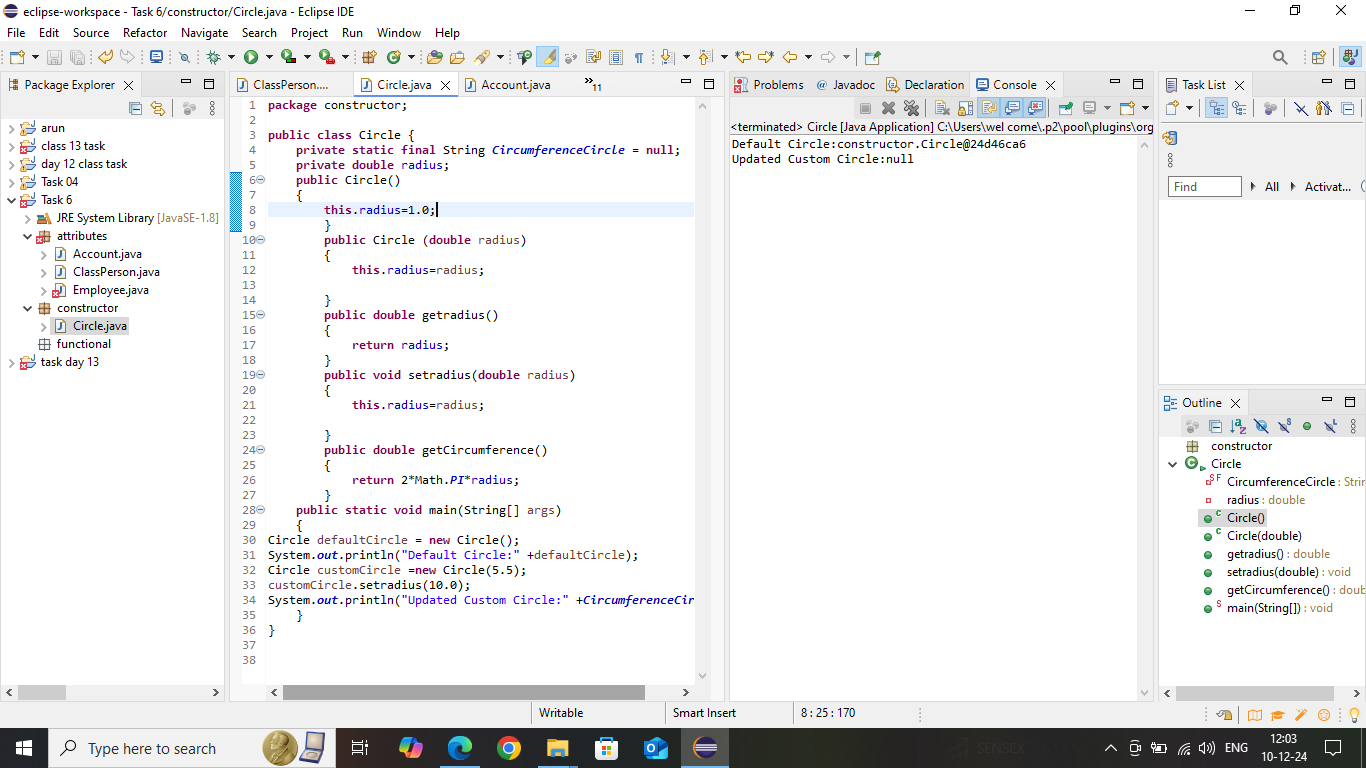 eclipse-workspace - Task 6/constructor/Circle.java - Eclipse IDE
File Edit Source Refactor Navigate Search Project Run Window Help
Package Explorer
arun
class 13 task
day 12 class task
Task 04
Task 6
JRE System Library [JavaSE-1.8]
attributes
Account.java
ClassPerson.java
Employee.java
constructor
Circle.java
functional
task day 13
ClassPerson.... Circle.java Account.java »11
1 package constructor;
2
3 public class Circle {
4 private static final String CircumferenceCircle = null;
5 private double radius;
6 public Circle()
7 {
8 this.radius=1.0;
9 }
10 public Circle (double radius)
11 {
12 this.radius=radius;
13
14 }
15 public double getradius()
16 {
17 return radius;
18 }
19 public void setradius(double radius)
20 {
21 this.radius=radius;
22
23 }
24 public double getCircumference()
25 {
26 return 2*Math.PI*radius;
27 }
28 public static void main(String[] args)
29 {
30 Circle defaultCircle = new Circle();
31 System.out.println("Default Circle:" +defaultCircle);
32 Circle customCircle =new Circle(5.5);
33 customCircle.setradius(10.0);
34 System.out.println("Updated Custom Circle:" +CircumferenceCir
35 }
36 }
37
38
Problems @ Javadoc Declaration Console
<terminated> Circle [Java Application] C:\Users\wel come\.p2\pool\plugins\org
Default Circle:constructor.Circle@24d46ca6
Updated Custom Circle:null
Task List
Find All Activat...
Outline
constructor
Circle
CircumferenceCircle : Strin
radius : double
Circle()
Circle(double)
getradius() : double
setradius(double) : void
getCircumference() : doub
main(String[]) : void
Writable Smart Insert 8 : 25 : 170
Type here to search
SENSEX
ENG
12:03
10-12-24